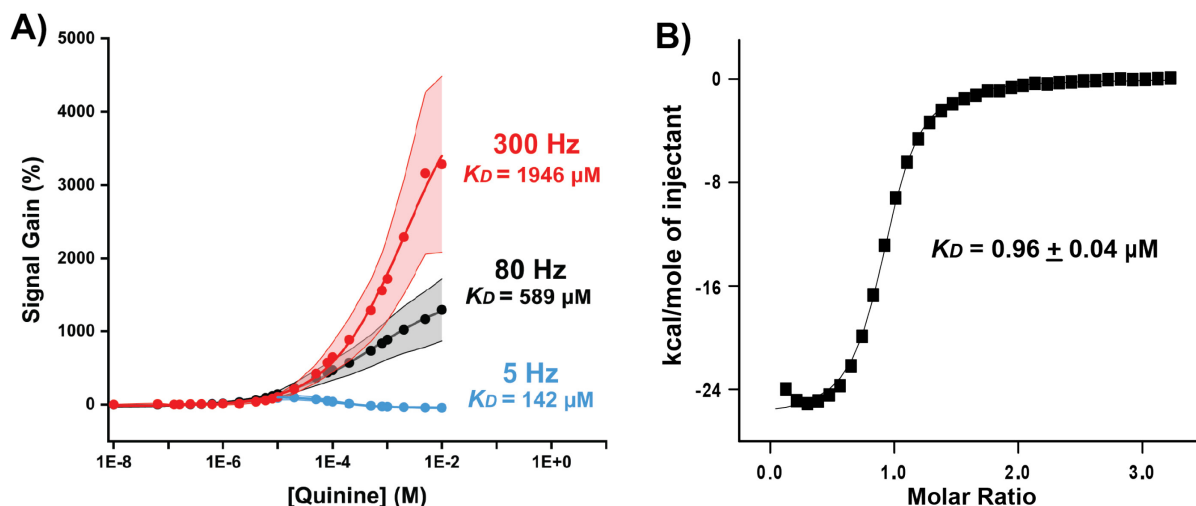 A)
5000
4000
3000
2000
1000
0
Signal Gain (%)
300 Hz
KD = 1946 µM
80 Hz
KD = 589 µM
5 Hz
KD = 142 µM
1E-8
1E-6
1E-4
1E-2
1E+0
[Quinine] (M)
B)
0
-8
-16
-24
kcal/mole of injectant
KD = 0.96 ± 0.04 µM
0.0
1.0
2.0
3.0
Molar Ratio